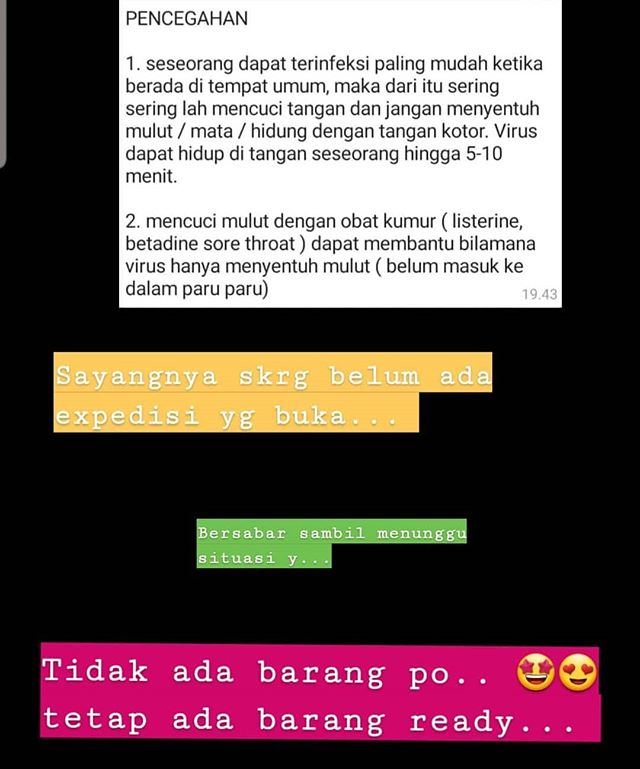 PENCEGAHAN
1. seseorang dapat terinfeksi paling mudah ketika
berada di tempat umum, maka dari itu sering
sering lah mencuci tangan dan jangan menyentuh
mulut / mata / hidung dengan tangan kotor. Virus
dapat hidup di tangan seseorang hingga 5-10
menit.
2. mencuci mulut dengan obat kumur ( listerine,
betadine sore throat ) dapat membantu bilamana
virus hanya menyentuh mulut ( belum masuk ke
dalam paru paru)
19.43
Sayangnya skrg belum ada
expedisi yg buka...
Bersabar sambil menunggu
situasi y...
Tidak ada barang po.. 🤩😍
tetap ada barang ready...